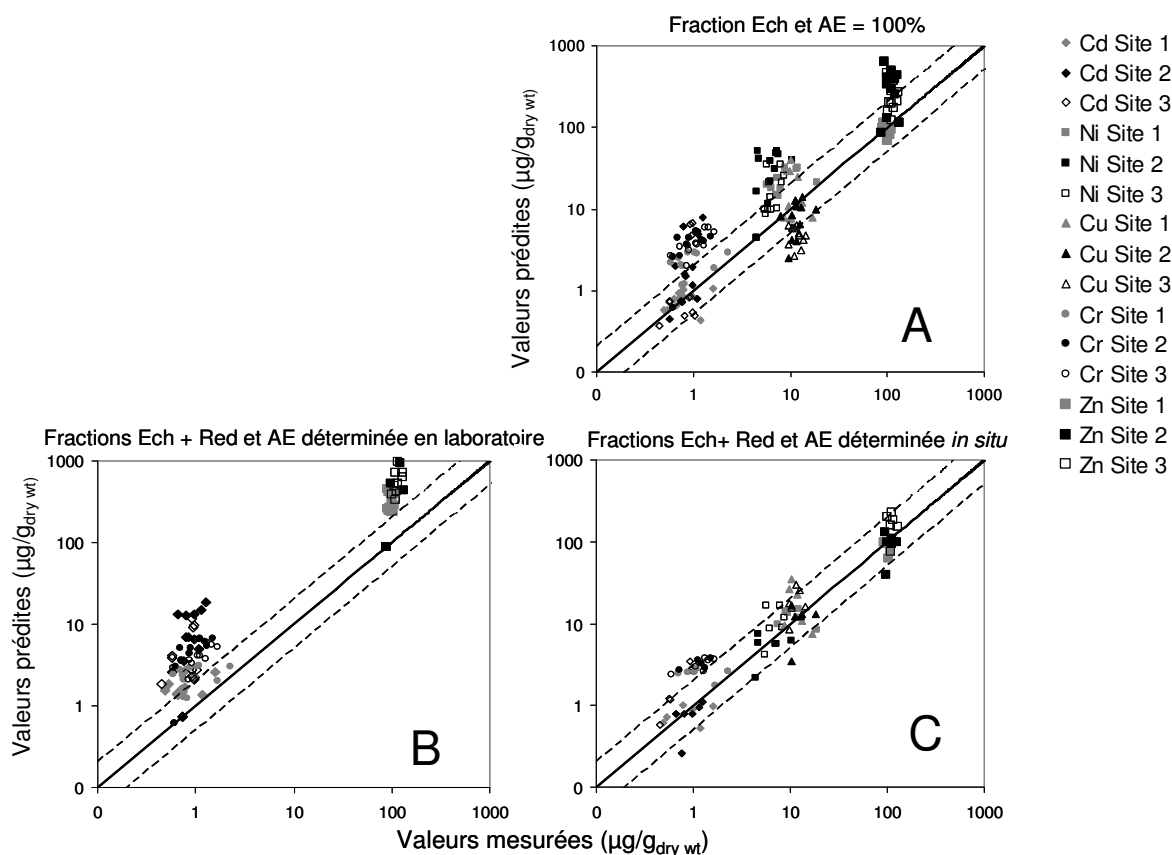 Fraction Ech et AE = 100%
Valeurs prédites (µg/g dry wt)
1000
100
10
1
0
0
1
10
100
1000
A
Cd Site 1
Cd Site 2
Cd Site 3
Ni Site 1
Ni Site 2
Ni Site 3
Cu Site 1
Cu Site 2
Cu Site 3
Cr Site 1
Cr Site 2
Cr Site 3
Zn Site 1
Zn Site 2
Zn Site 3
Fractions Ech + Red et AE déterminée en laboratoire
Valeurs prédites (µg/g dry wt)
1000
100
10
1
0
0
1
10
100
1000
B
Fractions Ech+ Red et AE déterminée in situ
1000
100
10
1
0
0
1
10
100
1000
C
Valeurs mesurées (µg/g dry wt)